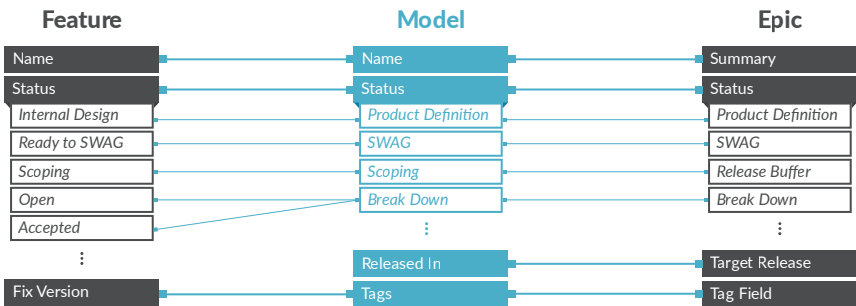 Feature Model Epic
Name Name Summary
Status Status Status
Internal Design Product Definition Product Definition
Ready to SWAG SWAG SWAG
Scoping Scoping Release Buffer
Open Break Down Break Down
Accepted
Released In Target Release
Fix Version Tags Tag Field